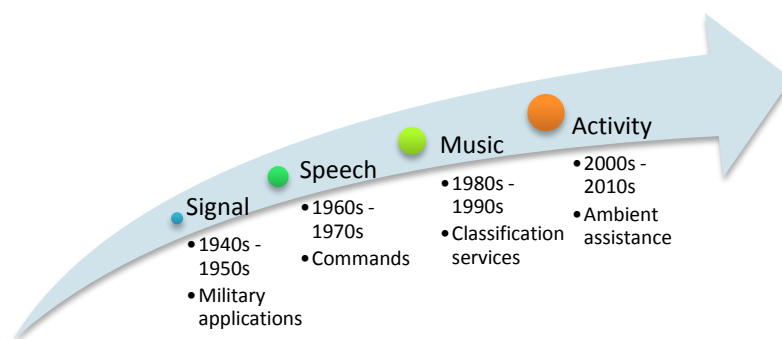 Signal
•1940s -
1950s
•Military
applications
Speech
•1960s -
1970s
•Commands
Music
•1980s -
1990s
•Classification
services
Activity
•2000s -
2010s
•Ambient
assistance